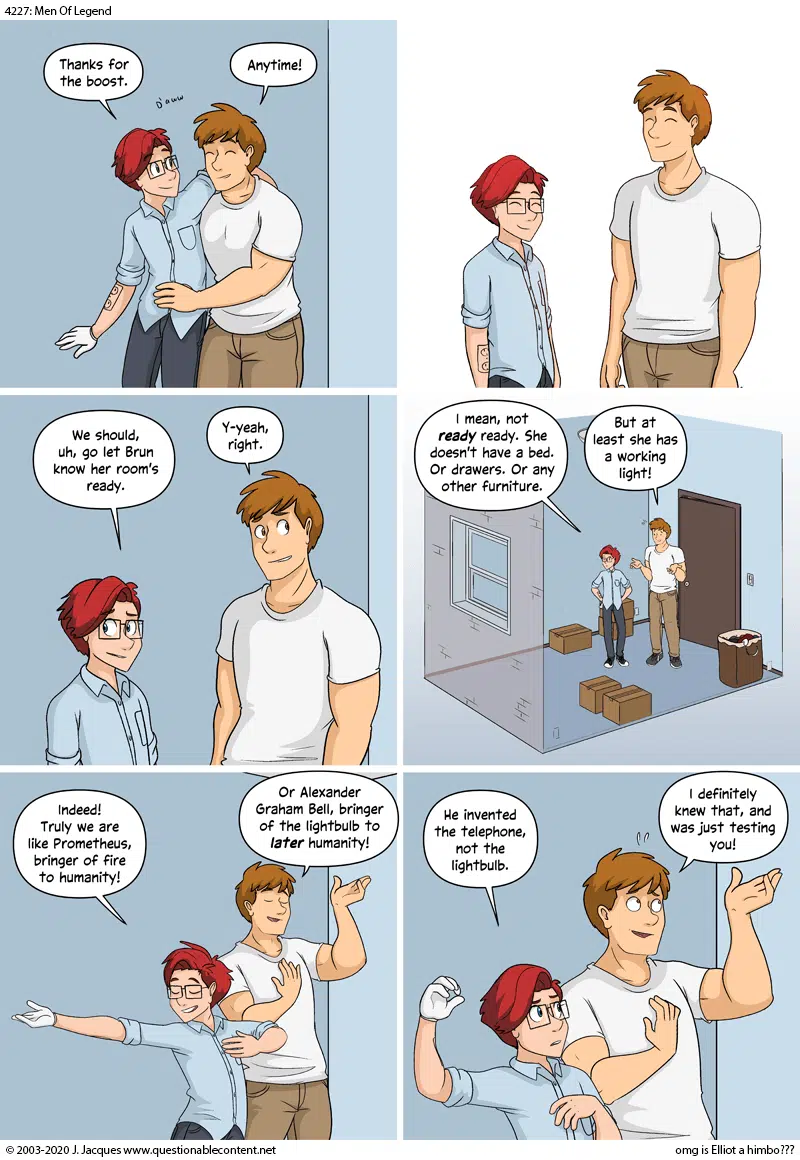 4227: Men Of Legend
Thanks for
the boost.
D'aww
Anytime!
We should,
uh, go let Brun
know her room's
ready.
Y-yeah,
right.
I mean, not
ready ready. She
doesn't have a bed.
Or drawers. Or any
other furniture.
But at
least she has
a working
light!
Indeed!
Truly we are
like Prometheus,
bringer of fire
to humanity!
Or Alexander
Graham Bell, bringer
of the lightbulb to
later humanity!
He invented
the telephone,
not the
lightbulb.
I definitely
knew that, and
was just testing
you!
© 2003-2020 J. Jacques www.questionablecontent.net
omg is Elliot a himbo???